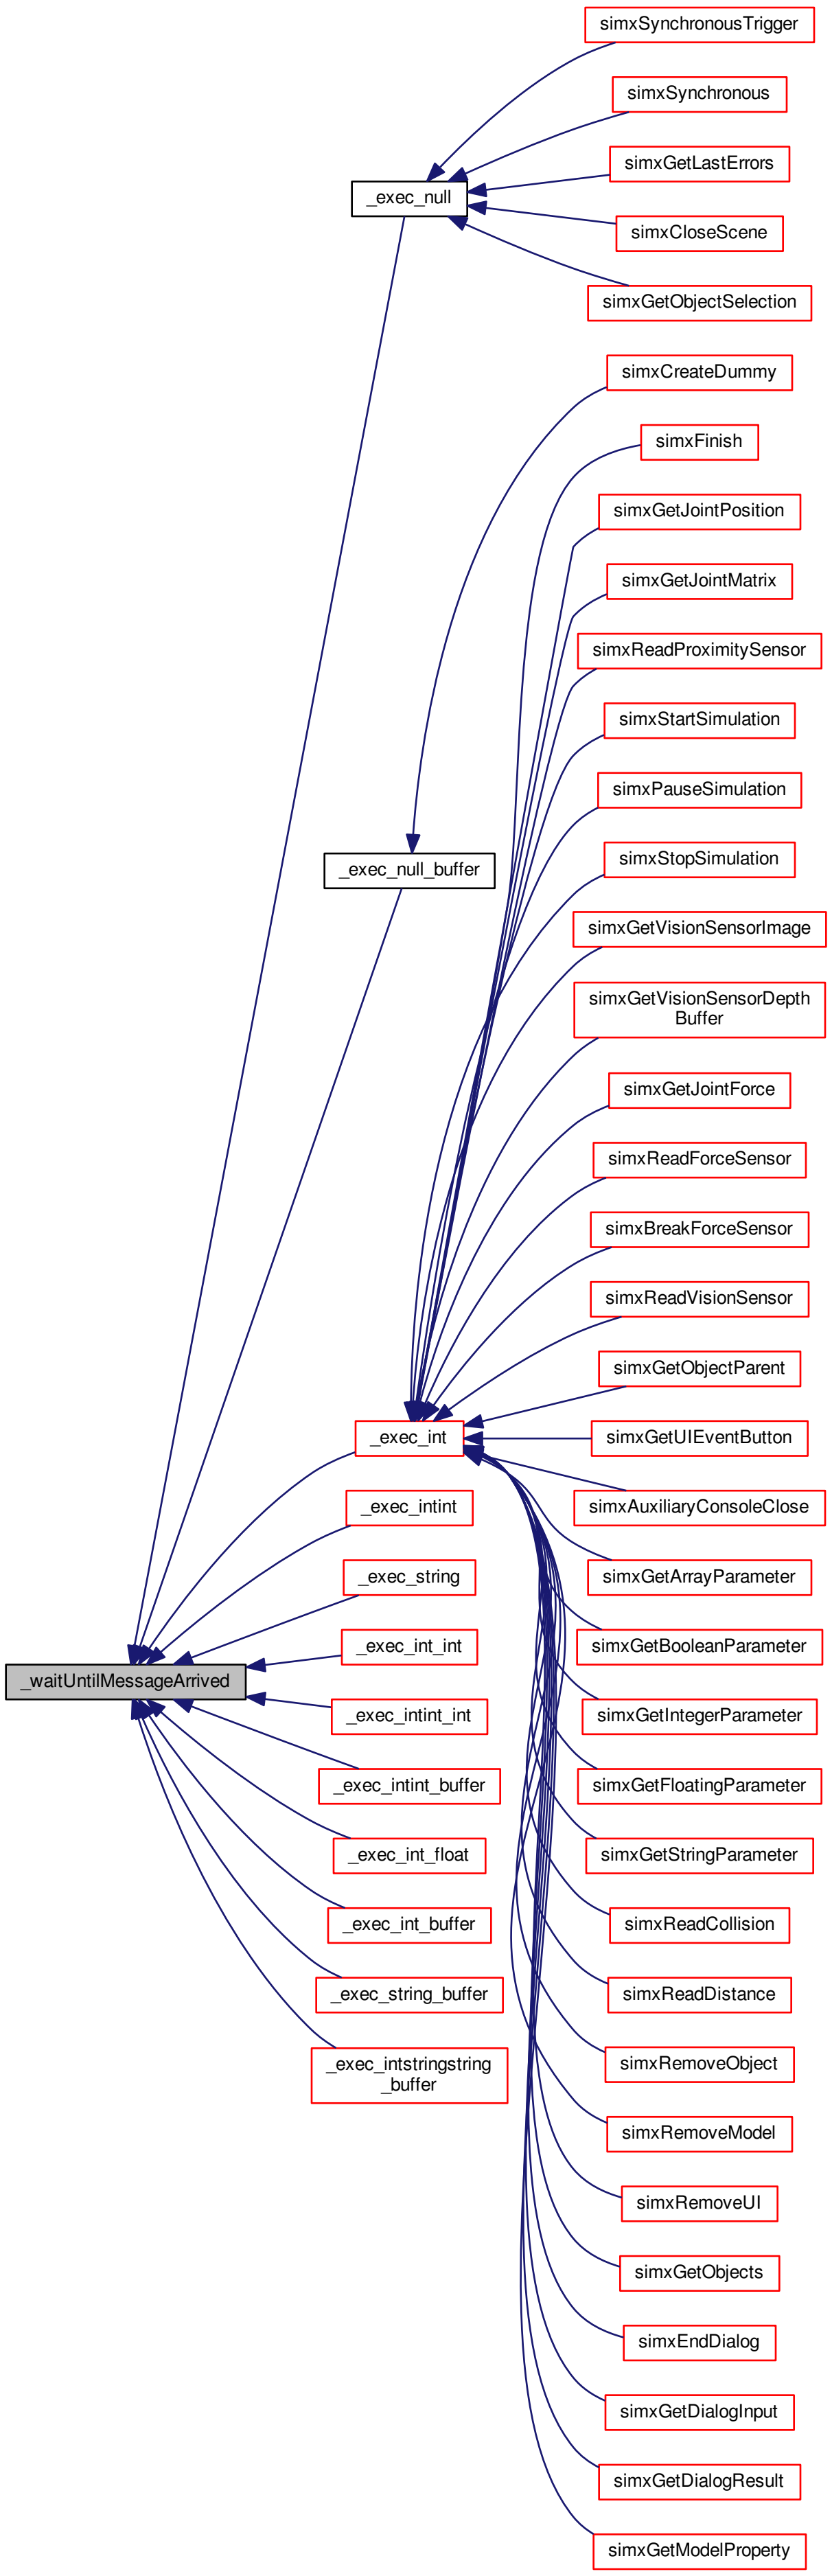 simxSynchronousTrigger
simxSynchronous
simxGetLastErrors
_exec_null
simxCloseScene
simxGetObjectSelection
simxCreateDummy
simxFinish
simxGetJointPosition
simxGetJointMatrix
simxReadProximitySensor
simxStartSimulation
simxPauseSimulation
simxStopSimulation
_exec_null_buffer
simxGetVisionSensorImage
simxGetVisionSensorDepth
Buffer
simxGetJointForce
simxReadForceSensor
simxBreakForceSensor
simxReadVisionSensor
simxGetObjectParent
_exec_int
simxGetUIEventButton
_exec_intint
simxAuxiliaryConsoleClose
_exec_string
simxGetArrayParameter
_exec_int_int
simxGetBooleanParameter
_waitUntilMessageArrived
_exec_intint_int
simxGetIntegerParameter
_exec_intint_buffer
simxGetFloatingParameter
_exec_int_float
simxGetStringParameter
_exec_int_buffer
simxReadCollision
_exec_string_buffer
simxReadDistance
_exec_intstringstring
_buffer
simxRemoveObject
simxRemoveModel
simxRemoveUI
simxGetObjects
simxEndDialog
simxGetDialogInput
simxGetDialogResult
simxGetModelProperty